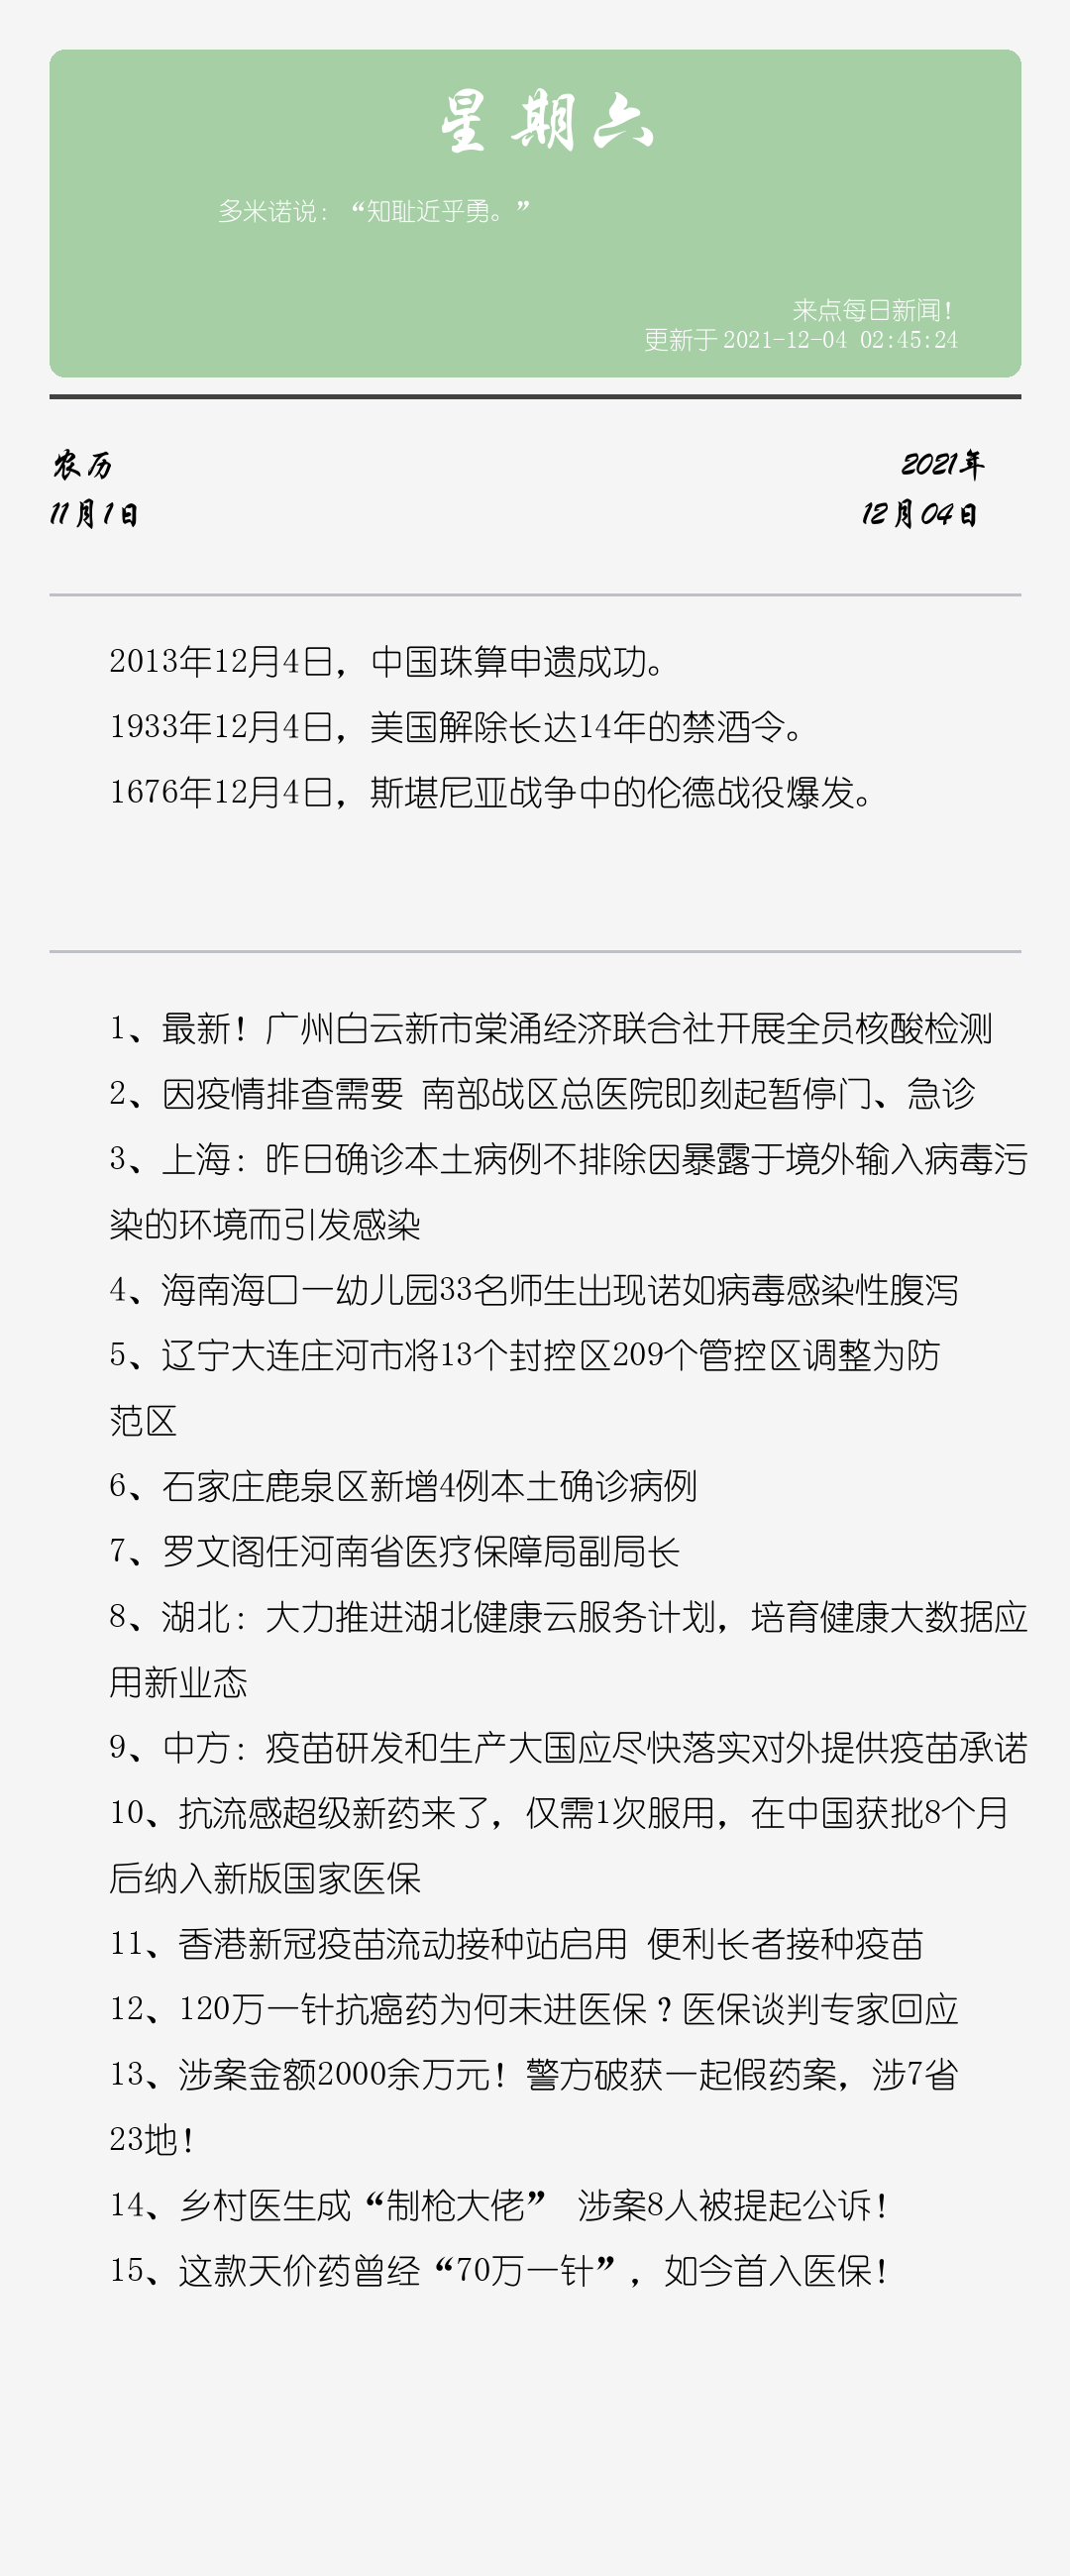 星期六
多米诺说：“知耻近乎勇。”
来点每日新闻！
更新于 2021-12-04 02:45:24
农历
2021年
11月1日
12月04日
2013年12月4日，中国珠算申遗成功。
1933年12月4日，美国解除长达14年的禁酒令。
1676年12月4日，斯堪尼亚战争中的伦德战役爆发。
1、最新！广州白云新市棠涌经济联合社开展全员核酸检测
2、因疫情排查需要 南部战区总医院即刻起暂停门、急诊
3、上海：昨日确诊本土病例不排除因暴露于境外输入病毒污
染的环境而引发感染
4、海南海口一幼儿园33名师生出现诺如病毒感染性腹泻
5、辽宁大连庄河市将13个封控区209个管控区调整为防
范区
6、石家庄鹿泉区新增4例本土确诊病例
7、罗文阁任河南省医疗保障局副局长
8、湖北：大力推进湖北健康云服务计划，培育健康大数据应
用新业态
9、中方：疫苗研发和生产大国应尽快落实对外提供疫苗承诺
10、抗流感超级新药来了，仅需1次服用，在中国获批8个月
后纳入新版国家医保
11、香港新冠疫苗流动接种站启用 便利长者接种疫苗
12、120万一针抗癌药为何未进医保？医保谈判专家回应
13、涉案金额2000余万元！警方破获一起假药案，涉7省
23地！
14、乡村医生成“制枪大佬” 涉案8人被提起公诉！
15、这款天价药曾经“70万一针”，如今首入医保！